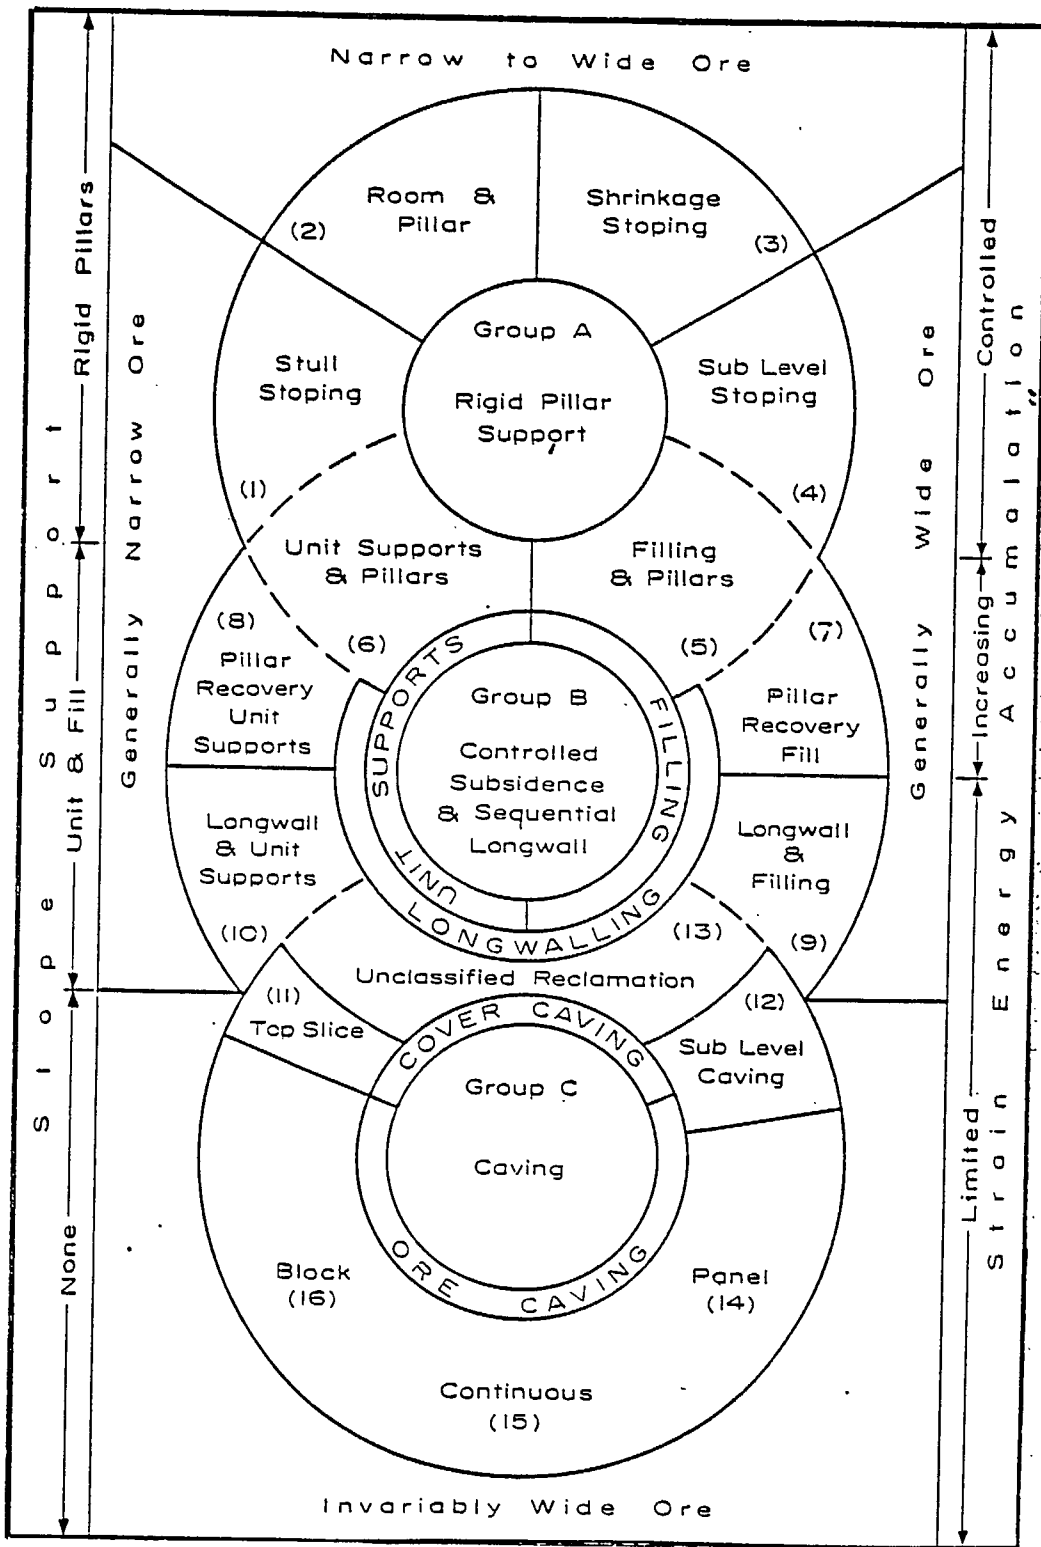 Narrow to Wide Ore
Room &
Pillar
(2)
Shrinkage
Stoping
(3)
Group A
Rigid Pillar
Support
Stull
Stoping
(1)
Sub Level
Stoping
(4)
Unit Supports
& Pillars
(6)
Filling
& Pillars
(5)
(8)
Pillar
Recovery
Unit
Supports
(7)
Pillar
Recovery
Fill
UNIT SUPPORTS
FILLING
LONGWALLING
Group B
Controlled
Subsidence
& Sequential
Longwall
Longwall
& Unit
Supports
(10)
Longwall
&
Filling
(9)
(13)
Unclassified Reclamation
(11)
Top Slice
(12)
Sub Level
Caving
COVER CAVING
Group C
Caving
ORE CAVING
Block
(16)
Panel
(14)
Continuous
(15)
Invariably Wide Ore
Generally Narrow Ore
Generally Wide Ore
Stope Support
Rigid Pillars
Unit & Fill
None
Strain Energy Accumalation
Controlled
Increasing
Limited